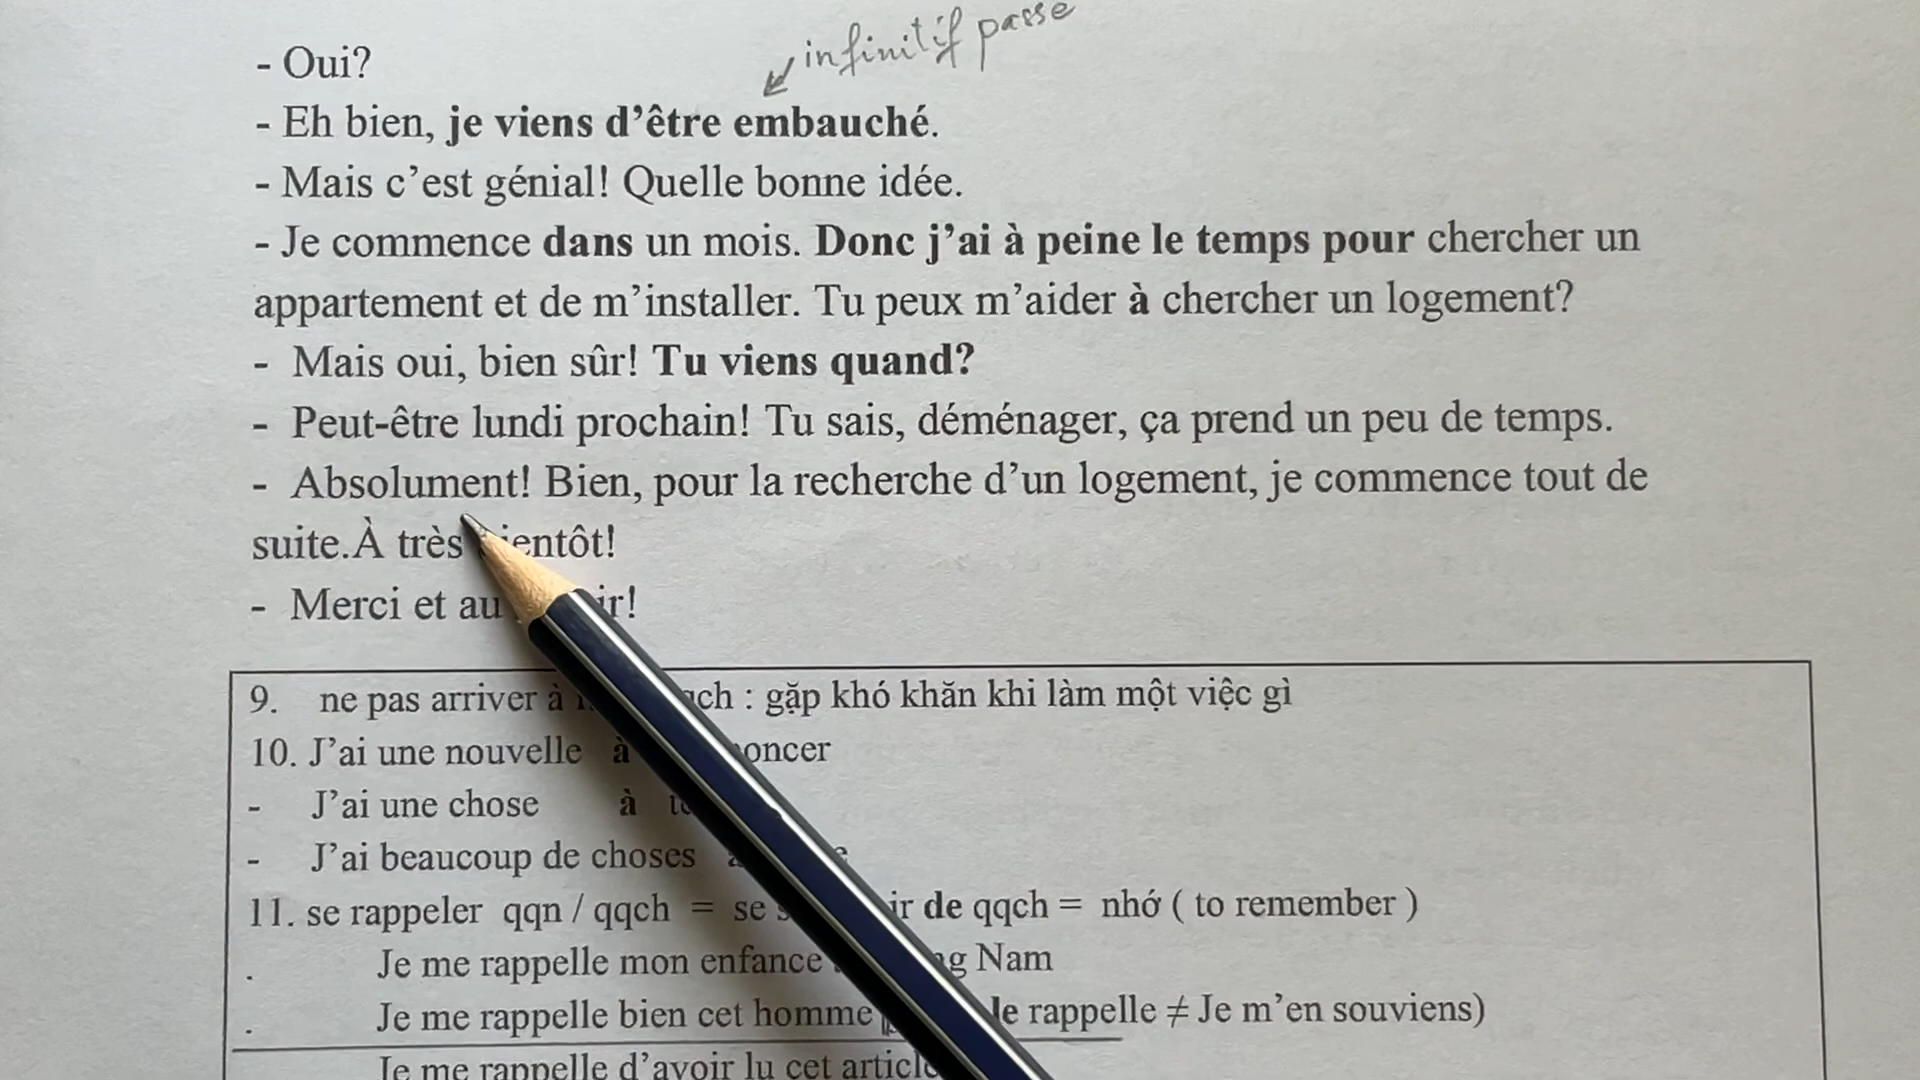 infinitif passe
- Oui?
- Eh bien, je viens d'être embauché.
- Mais c'est génial! Quelle bonne idée.
- Je commence dans un mois. Donc j'ai à peine le temps pour chercher un
appartement et de m'installer. Tu peux m'aider à chercher un logement?
- Mais oui, bien sûr! Tu viens quand?
- Peut-être lundi prochain! Tu sais, déménager, ça prend un peu de temps.
- Absolument! Bien, pour la recherche d'un logement, je commence tout de
suite.À très
- Merci et au
9. ne pas arriver à : gặp khó khăn khi làm một việc gì
10. J'ai une nouvelle à
- J'ai une chose à
- J'ai beaucoup de choses
11. se rappeler qqn / qqch = se de qqch = nhớ ( to remember )
. Je me rappelle mon enfance Nam
. Je me rappelle bien cet homme le rappelle ≠ Je m'en souviens)
Je me rappelle d'avoir lu cet article